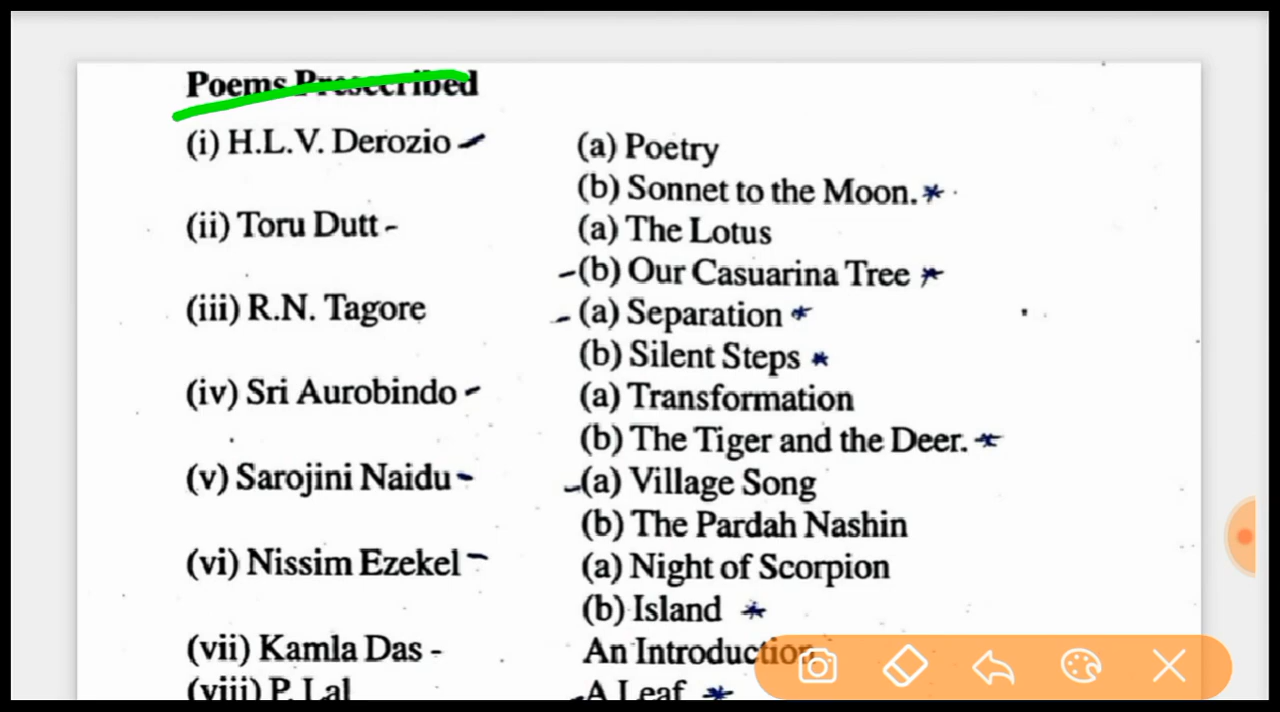 Poems Prescribed
(i) H.L.V. Derozio (a) Poetry
(b) Sonnet to the Moon.
(ii) Toru Dutt - (a) The Lotus
(b) Our Casuarina Tree
(iii) R.N. Tagore (a) Separation
(b) Silent Steps
(iv) Sri Aurobindo (a) Transformation
(b) The Tiger and the Deer.
(v) Sarojini Naidu - (a) Village Song
(b) The Pardah Nashin
(vi) Nissim Ezekel (a) Night of Scorpion
(b) Island
(vii) Kamla Das - An Introduction
(viii) P. Lal A Leaf